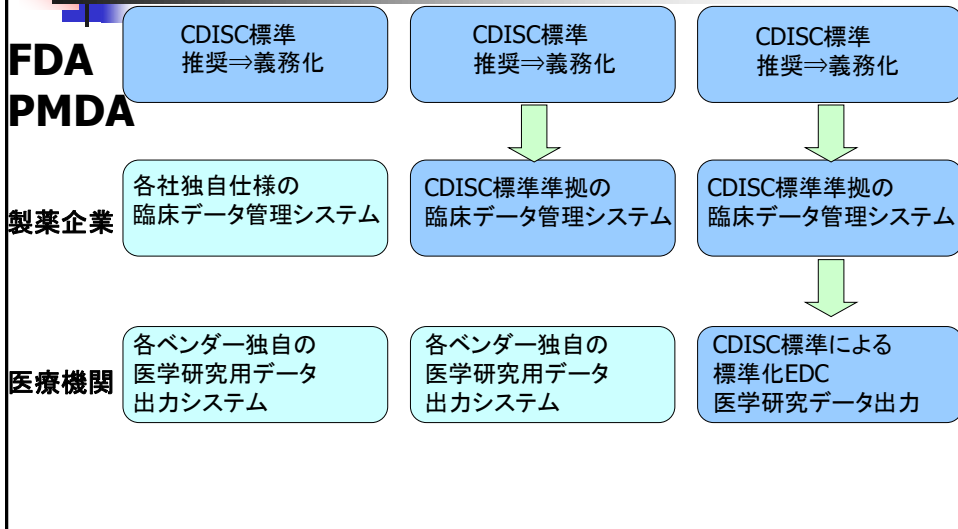 FDA
PMDA
CDISC標準
推奨⇒義務化
CDISC標準
推奨⇒義務化
CDISC標準
推奨⇒義務化
製薬企業
各社独自仕様の
臨床データ管理システム
CDISC標準準拠の
臨床データ管理システム
CDISC標準準拠の
臨床データ管理システム
医療機関
各ベンダー独自の
医学研究用データ
出力システム
各ベンダー独自の
医学研究用データ
出力システム
CDISC標準による
標準化EDC
医学研究データ出力